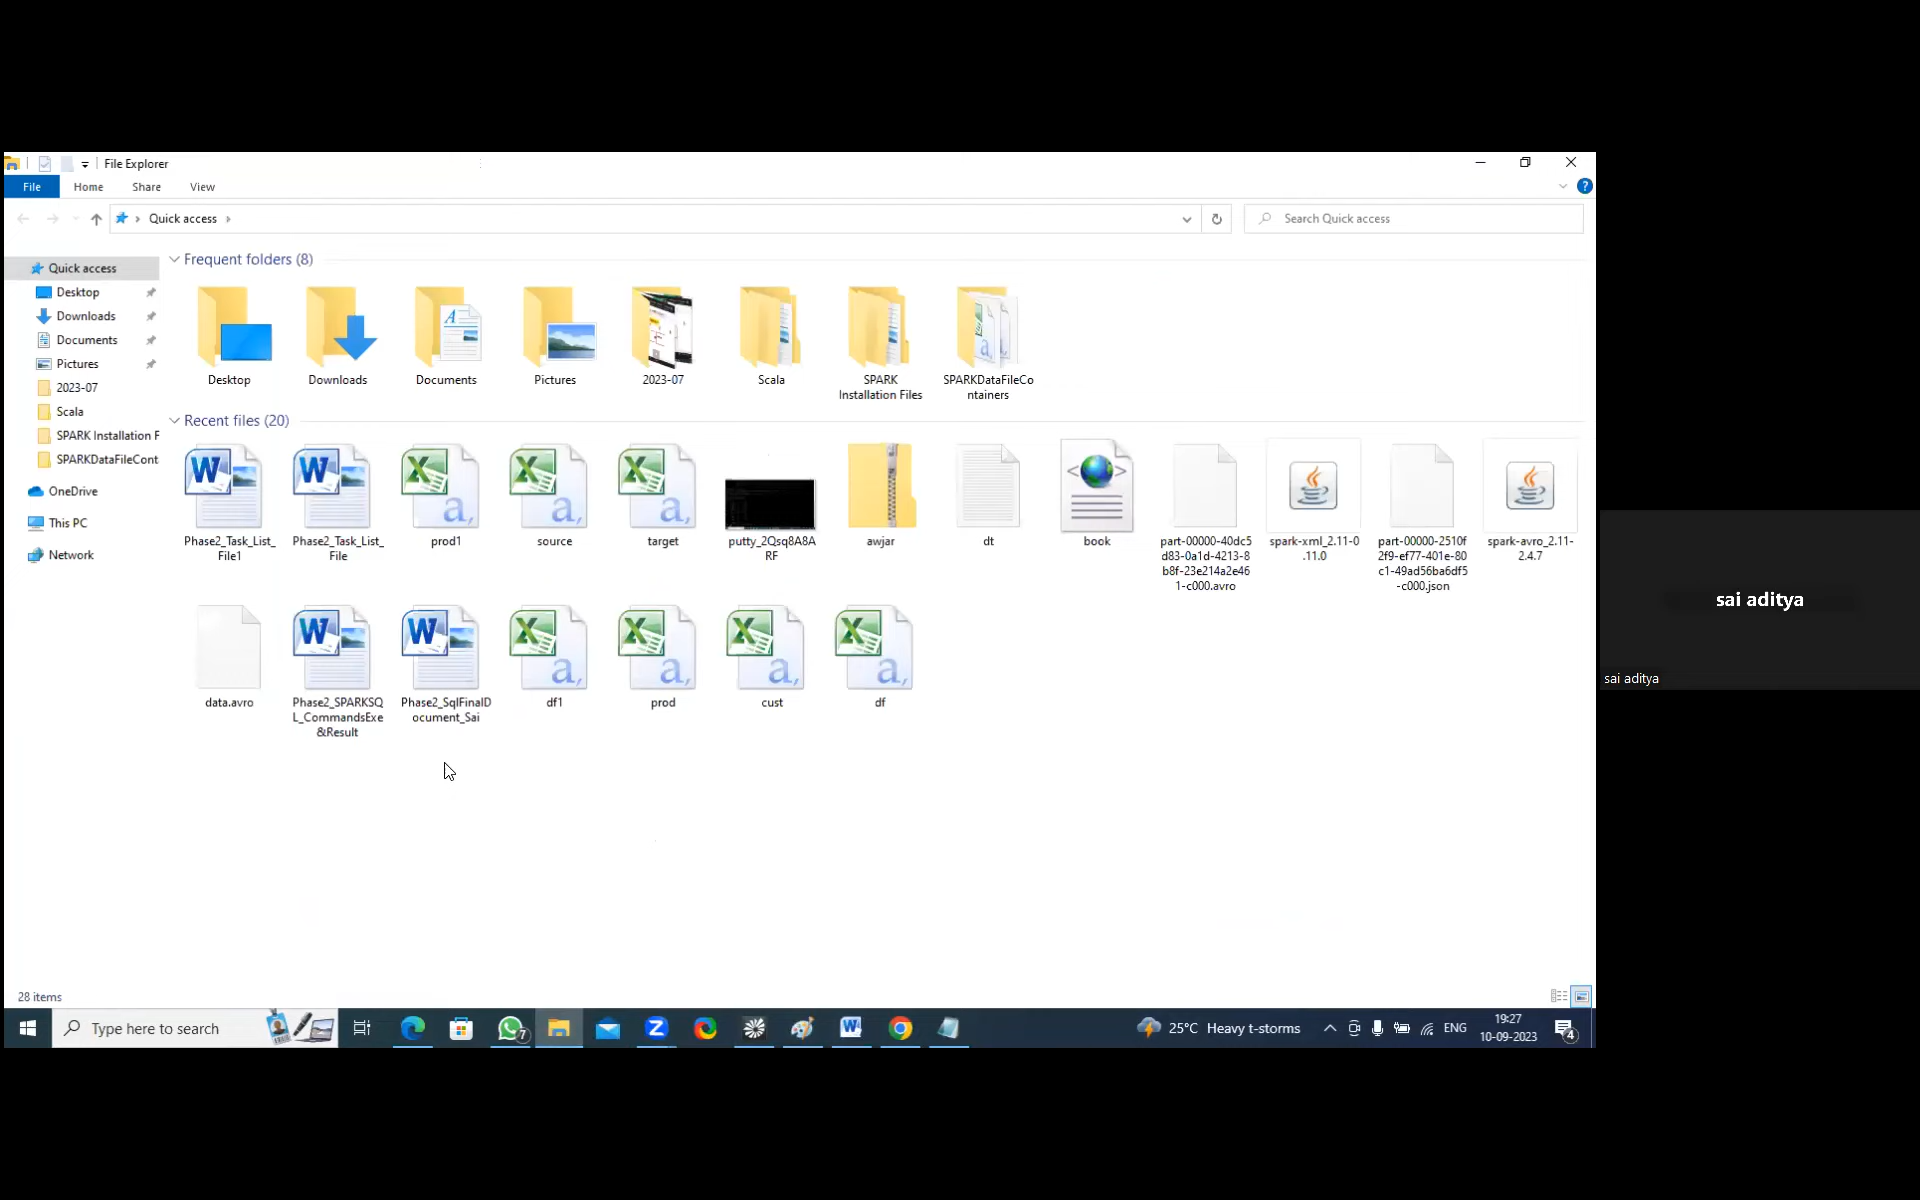 File Explorer
File Home Share View
Quick access
Search Quick access
Quick access
Desktop
Downloads
Documents
Pictures
2023-07
Scala
SPARK Installation F
SPARKDataFileCont
OneDrive
This PC
Network
Frequent folders (8)
Desktop
Downloads
Documents
Pictures
2023-07
Scala
SPARK
Installation Files
SPARKDataFileCo
ntainers
Recent files (20)
Phase2_Task_List_
File1
Phase2_Task_List_
File
prod1
source
target
putty_2Qsq8A8A
RF
awjar
dt
book
part-00000-40dc5
d83-0a1d-4213-8
b8f-23e214a2e46
1-c000.avro
spark-xml_2.11-0
.11.0
part-00000-2510f
2f9-ef77-401e-80
c1-49ad56ba6df5
-c000.json
spark-avro_2.11-
2.4.7
data.avro
Phase2_SPARKSQ
L_CommandsExe
&Result
Phase2_SqlFinalD
ocument_Sai
df1
prod
cust
df
28 items
Type here to search
7
25°C Heavy t-storms
ENG
19:27
10-09-2023
4
sai aditya
sai aditya